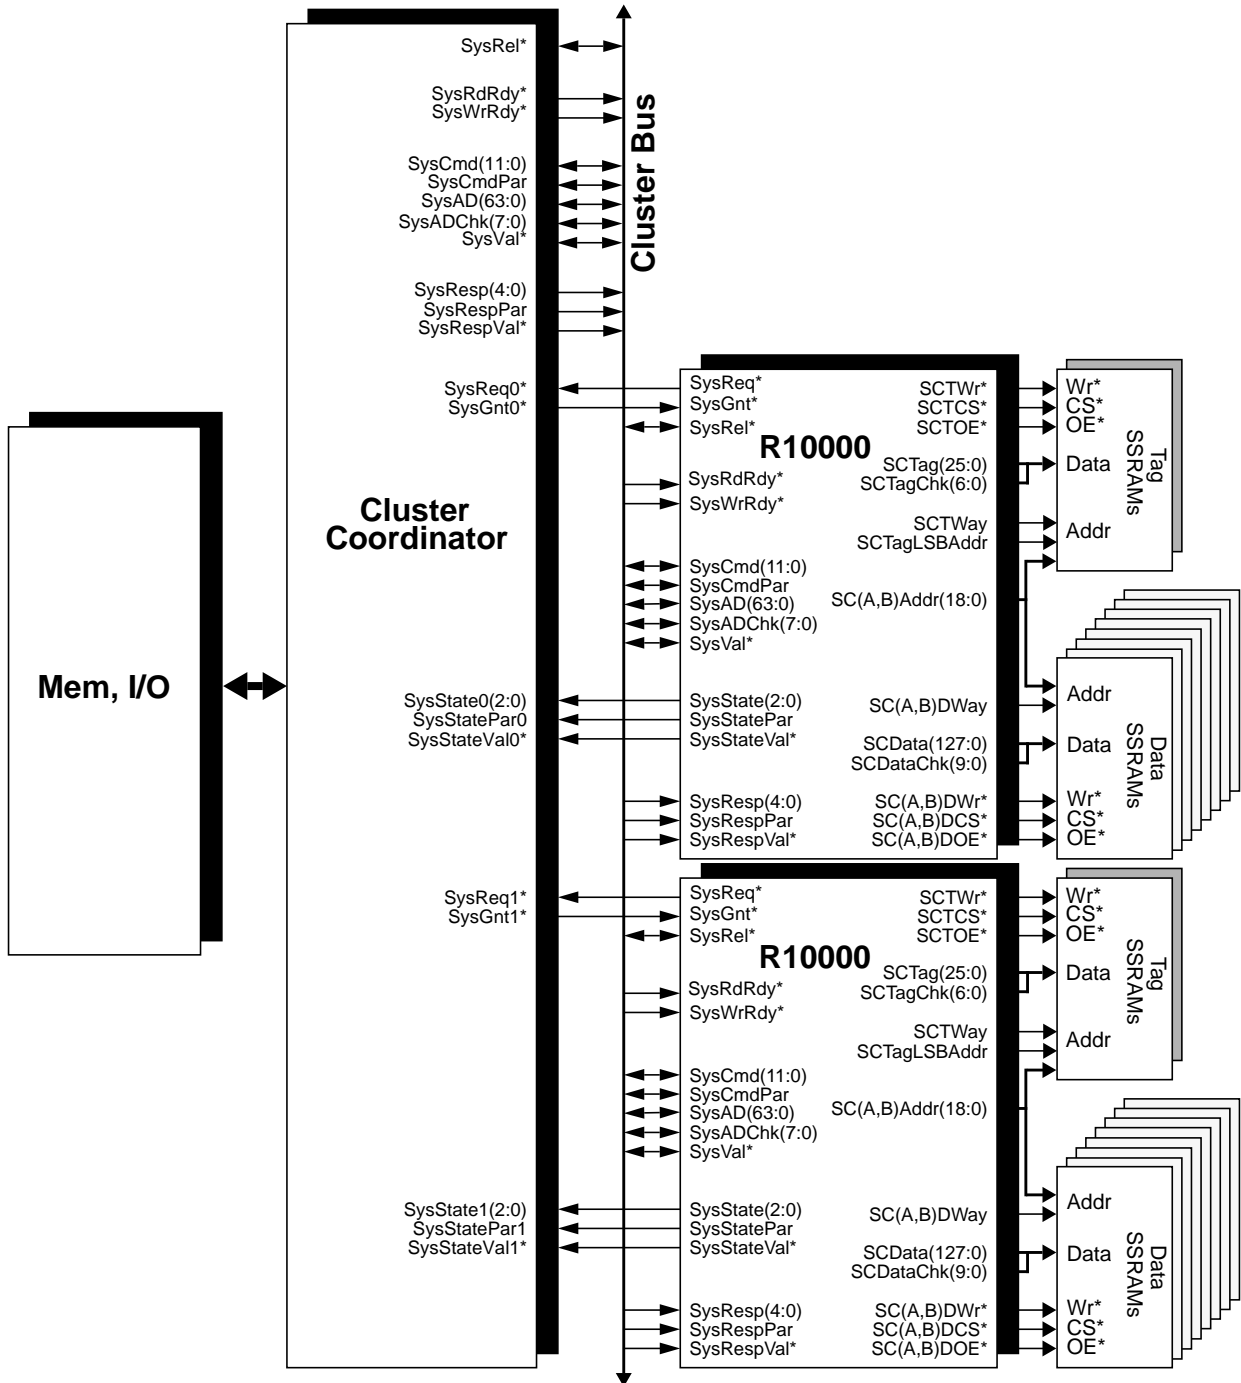 SysRel*
SysRdRdy*
SysWrRdy*
SysCmd(11:0)
SysCmdPar
SysAD(63:0)
SysADChk(7:0)
SysVal*
SysResp(4:0)
SysRespPar
SysRespVal*
SysReq0*
SysGnt0*
Cluster
Coordinator
SysState0(2:0)
SysStatePar0
SysStateVal0*
SysReq1*
SysGnt1*
SysState1(2:0)
SysStatePar1
SysStateVal1*
Mem, I/O
Cluster Bus
SysReq*
SysGnt*
SysRel*
R10000
SysRdRdy*
SysWrRdy*
SysCmd(11:0)
SysCmdPar
SysAD(63:0)
SysADChk(7:0)
SysVal*
SysState(2:0)
SysStatePar
SysStateVal*
SysResp(4:0)
SysRespPar
SysRespVal*
SCTWr*
SCTCS*
SCTOE*
SCTag(25:0)
SCTagChk(6:0)
SCTWay
SCTagLSBAddr
SC(A,B)Addr(18:0)
SC(A,B)DWay
SCData(127:0)
SCDataChk(9:0)
SC(A,B)DWr*
SC(A,B)DCS*
SC(A,B)DOE*
Wr*
CS*
OE*
Data
Addr
Tag
SSRAMs
Addr
Data
Wr*
CS*
OE*
Data
SSRAMs
SysReq*
SysGnt*
SysRel*
R10000
SysRdRdy*
SysWrRdy*
SysCmd(11:0)
SysCmdPar
SysAD(63:0)
SysADChk(7:0)
SysVal*
SysState(2:0)
SysStatePar
SysStateVal*
SysResp(4:0)
SysRespPar
SysRespVal*
SCTWr*
SCTCS*
SCTOE*
SCTag(25:0)
SCTagChk(6:0)
SCTWay
SCTagLSBAddr
SC(A,B)Addr(18:0)
SC(A,B)DWay
SCData(127:0)
SCDataChk(9:0)
SC(A,B)DWr*
SC(A,B)DCS*
SC(A,B)DOE*
Wr*
CS*
OE*
Data
Addr
Tag
SSRAMs
Addr
Data
Wr*
CS*
OE*
Data
SSRAMs